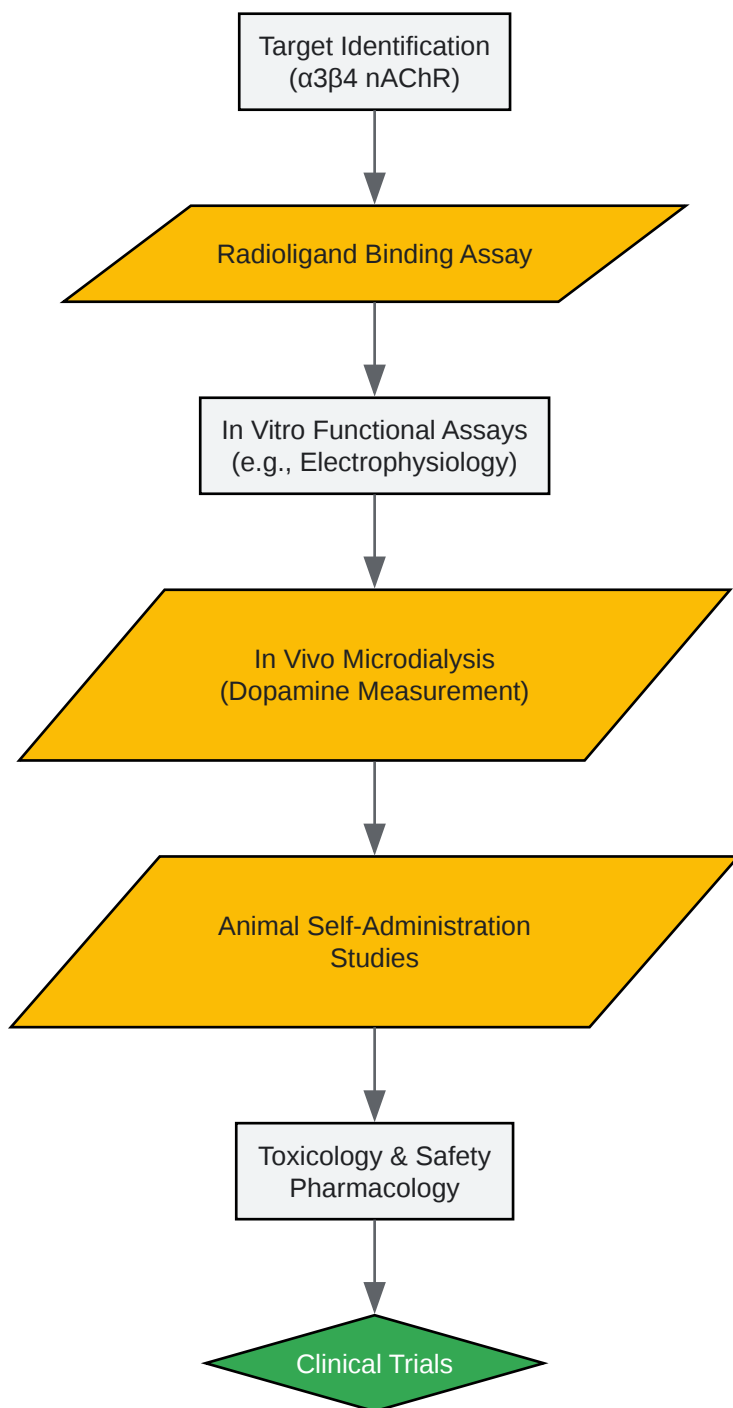 Target Identification
(α3β4 nAChR)
Radioligand Binding Assay
In Vitro Functional Assays
(e.g., Electrophysiology)
In Vivo Microdialysis
(Dopamine Measurement)
Animal Self-Administration
Studies
Toxicology & Safety
Pharmacology
Clinical Trials